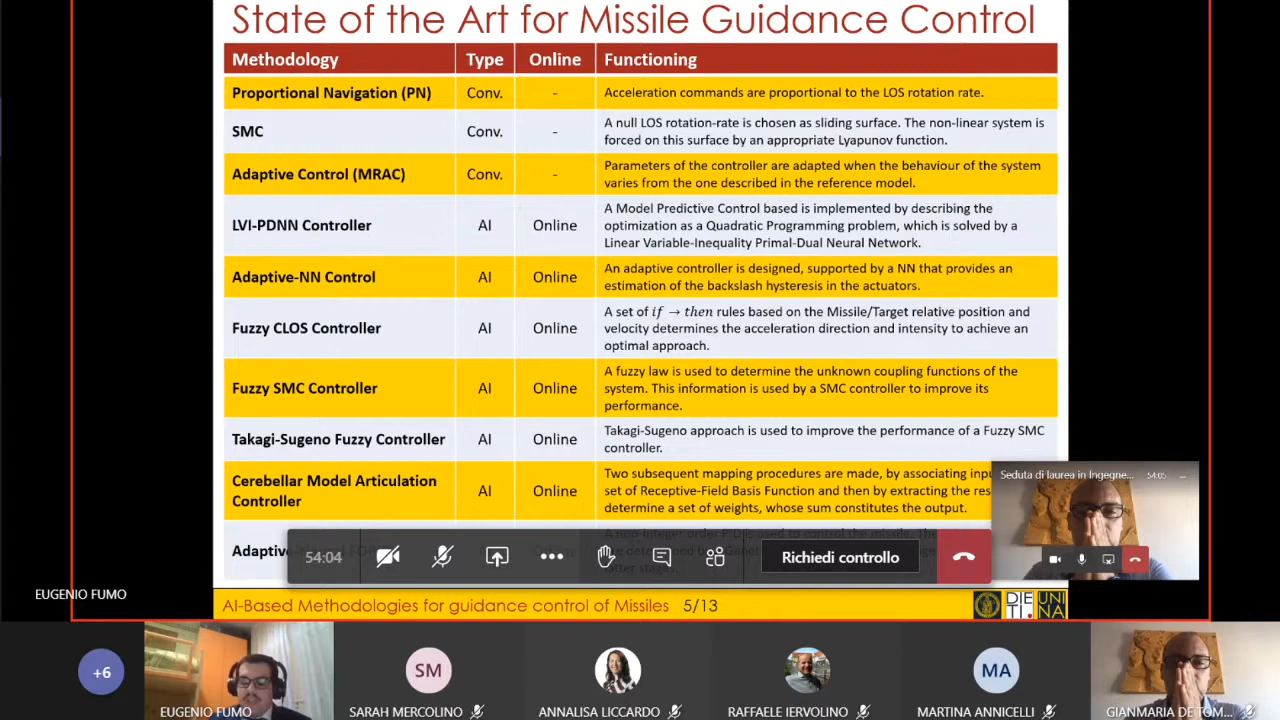 State of the Art for Missile Guidance Control
Methodology Type Online Functioning
Proportional Navigation (PN) Conv. - Acceleration commands are proportional to the LOS rotation rate.
SMC Conv. - A null LOS rotation-rate is chosen as sliding surface. The non-linear system is
forced on this surface by an appropriate Lyapunov function.
Adaptive Control (MRAC) Conv. - Parameters of the controller are adapted when the behaviour of the system
varies from the one described in the reference model.
LVI-PDNN Controller AI Online A Model Predictive Control based is implemented by describing the
optimization as a Quadratic Programming problem, which is solved by a
Linear Variable-Inequality Primal-Dual Neural Network.
Adaptive-NN Control AI Online An adaptive controller is designed, supported by a NN that provides an
estimation of the backslash hysteresis in the actuators.
Fuzzy CLOS Controller AI Online A set of if → then rules based on the Missile/Target relative position and
velocity determines the acceleration direction and intensity to achieve an
optimal approach.
Fuzzy SMC Controller AI Online A fuzzy law is used to determine the unknown coupling functions of the
system. This information is used by a SMC controller to improve its
performance.
Takagi-Sugeno Fuzzy Controller AI Online Takagi-Sugeno approach is used to improve the performance of a Fuzzy SMC
controller.
Cerebellar Model Articulation
Controller AI Online Two subsequent mapping procedures are made, by associating
set of Receptive-Field Basis Function and then by extracting the
determine a set of weights, whose sum constitutes the output.
Seduta di laurea in Ingegne... 54:05 ...
Adaptive
54:04 Richiedi controllo
EUGENIO FUMO
AI-Based Methodologies for guidance control of Missiles 5/13
DIE UNI
TI. NA
+6
SM
MA
EUGENIO FUMO
SARAH MERCOLINO
ANNALISA LICCARDO
RAFFAELE IERVOLINO
MARTINA ANNICELLI
GIANMARIA DE TOM...